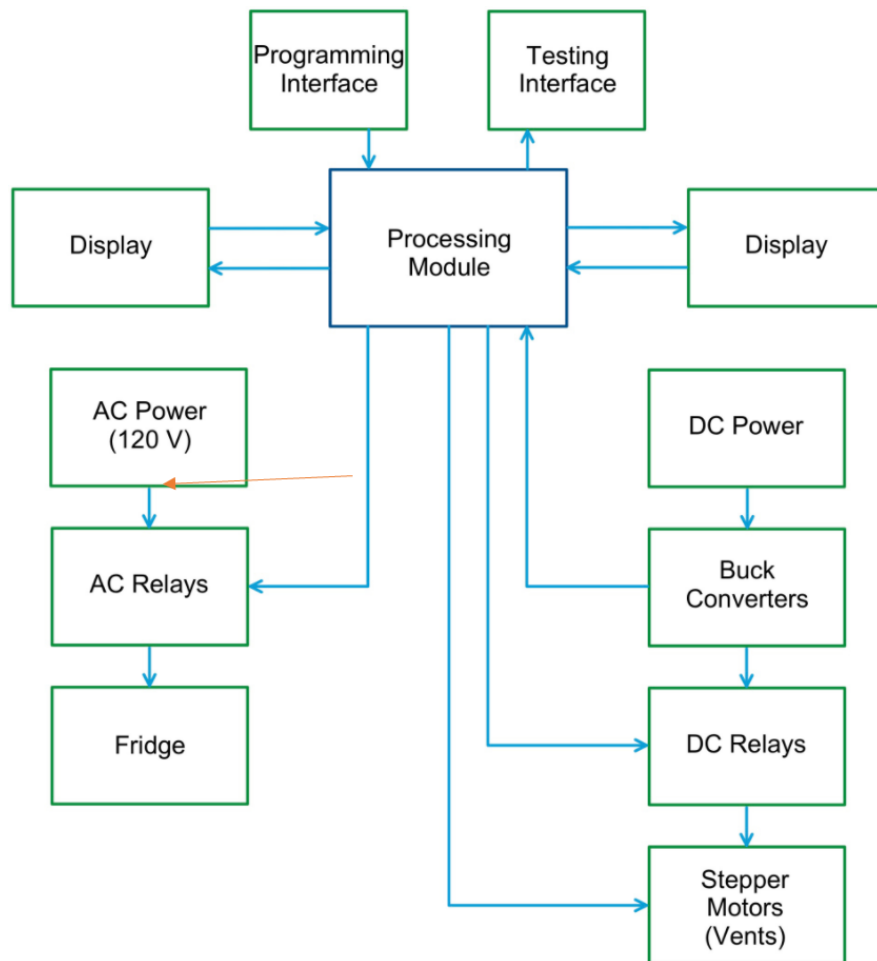 Programming
Interface
Testing
Interface
Display
Processing
Module
Display
AC Power
(120 V)
DC Power
AC Relays
Buck
Converters
Fridge
DC Relays
Stepper
Motors
(Vents)